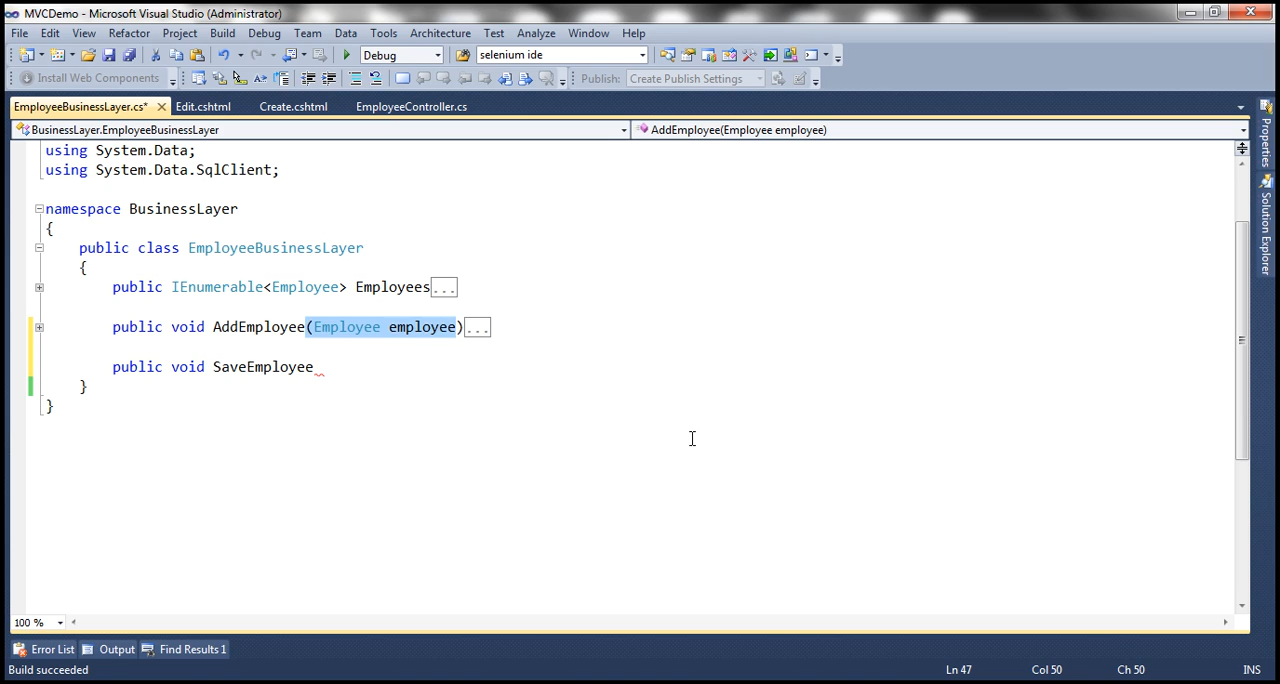 MVCDemo - Microsoft Visual Studio (Administrator)
File Edit View Refactor Project Build Debug Team Data Tools Architecture Test Analyze Window Help
Debug selenium ide
Install Web Components Publish: Create Publish Settings
EmployeeBusinessLayer.cs* Edit.cshtml Create.cshtml EmployeeController.cs
BusinessLayer.EmployeeBusinessLayer AddEmployee(Employee employee)
Properties
Solution Explorer
using System.Data;
using System.Data.SqlClient;
namespace BusinessLayer
{
public class EmployeeBusinessLayer
{
public IEnumerable<Employee> Employees...
public void AddEmployee(Employee employee)...
public void SaveEmployee
}
}
100 %
Error List Output Find Results 1
Build succeeded Ln 47 Col 50 Ch 50 INS